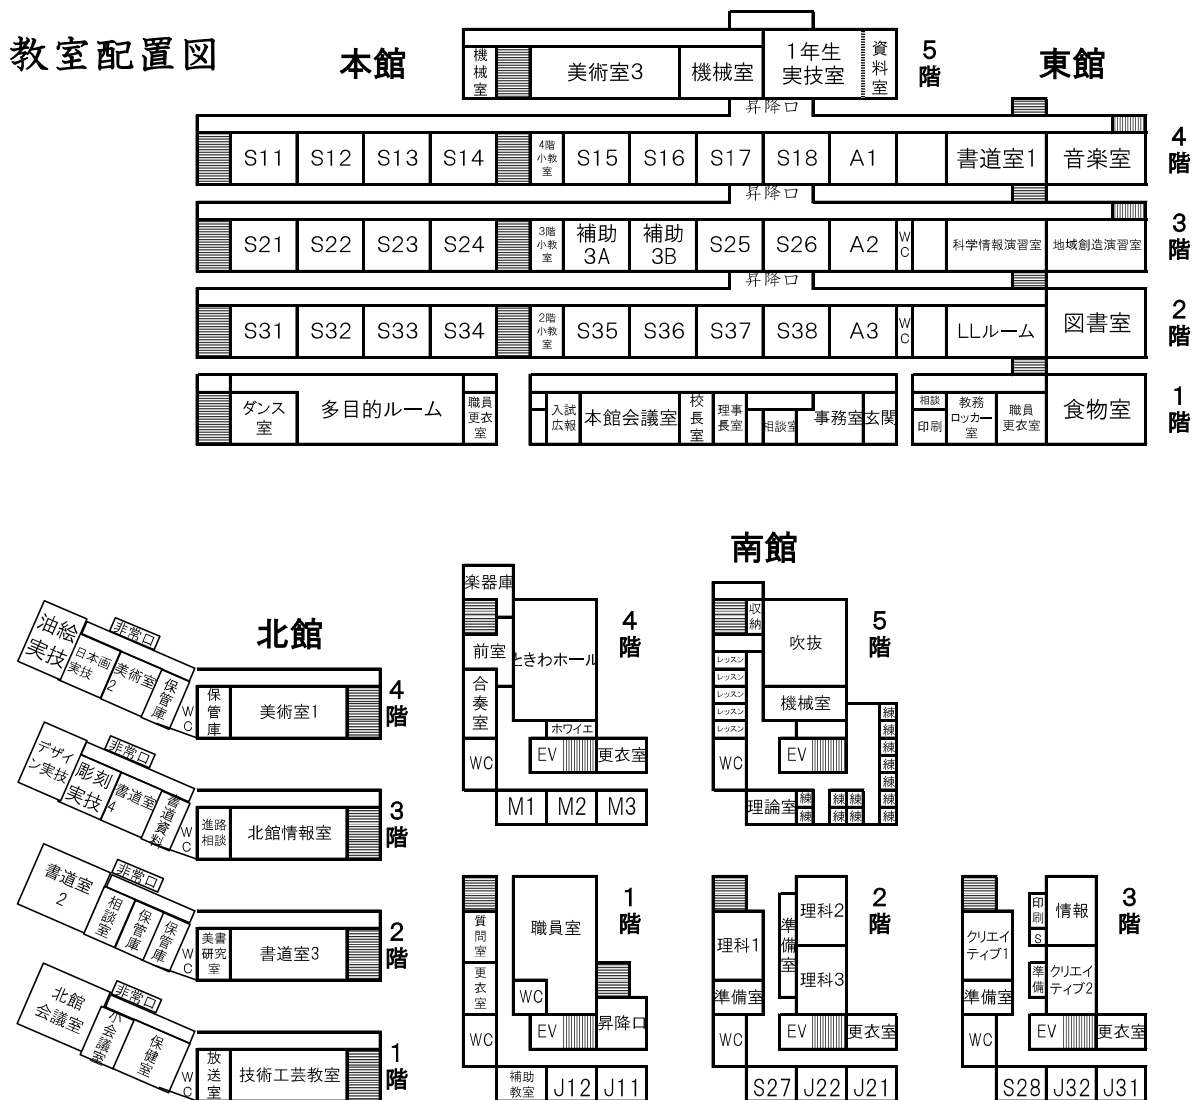 教室配置図
本館
東館
機械室
美術室3
機械室
1年生
実技室
資料室
5階
昇降口
S11
S12
S13
S14
4階
小教
室
S15
S16
S17
S18
A1
書道室1
音楽室
4階
昇降口
S21
S22
S23
S24
3階
小教
室
補助
3A
補助
3B
S25
S26
A2
WC
科学情報演習室
地域創造演習室
3階
昇降口
S31
S32
S33
S34
2階
小教
室
S35
S36
S37
S38
A3
WC
LLルーム
図書室
2階
ダンス
室
多目的ルーム
職員
更衣
室
入試
広報
本館会議室
校長室
理事
長室
相談室
事務室
玄関
相談
印刷
教務
ロッカー
室
職員
更衣室
食物室
1階
北館
油絵
実技
日本画
実技
非常口
美術室
2
保管庫
WC
保管庫
美術室1
4階
デザイ
ン実技
彫刻
実技
非常口
書道室
4
書道資料
WC
進路
相談
北館情報室
3階
書道室
2
非常口
相談室
保管庫
保管庫
WC
美書
研究
室
書道室3
2階
北館
会議室
非常口
小会議室
保健室
WC
放送室
技術工芸教室
1階
南館
楽器庫
前室
ときわホール
合奏室
ホワイエ
WC
EV
更衣室
M1
M2
M3
4階
収納
吹抜
レッスン
レッスン
レッスン
レッスン
レッスン
機械室
WC
EV
理論室
練
練
練
練
練
練
練
練
練
練
練
練
練
5階
質問室
職員室
更衣室
WC
WC
EV
昇降口
補助
教室
J12
J11
1階
理科1
準備室
理科2
理科3
準備室
WC
EV
更衣室
S27
J22
J21
2階
クリエイ
ティブ1
印刷
S
情報
準備
クリエイ
ティブ2
準備室
WC
EV
更衣室
S28
J32
J31
3階